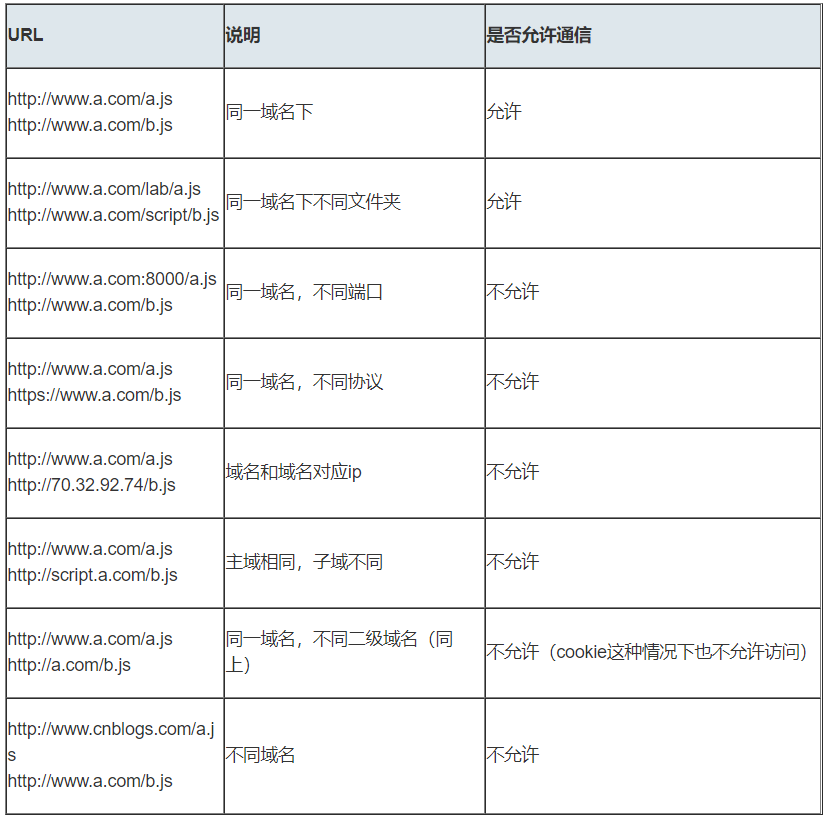 URL 说明 是否允许通信
http://www.a.com/a.js
http://www.a.com/b.js
同一域名下
允许
http://www.a.com/lab/a.js
http://www.a.com/script/b.js
同一域名下不同文件夹
允许
http://www.a.com:8000/a.js
http://www.a.com/b.js
同一域名，不同端口
不允许
http://www.a.com/a.js
https://www.a.com/b.js
同一域名，不同协议
不允许
http://www.a.com/a.js
http://70.32.92.74/b.js
域名和域名对应ip
不允许
http://www.a.com/a.js
http://script.a.com/b.js
主域相同，子域不同
不允许
http://www.a.com/a.js
http://a.com/b.js
同一域名，不同二级域名（同
上）
不允许（cookie这种情况下也不允许访问）
http://www.cnblogs.com/a.j
s
http://www.a.com/b.js
不同域名
不允许